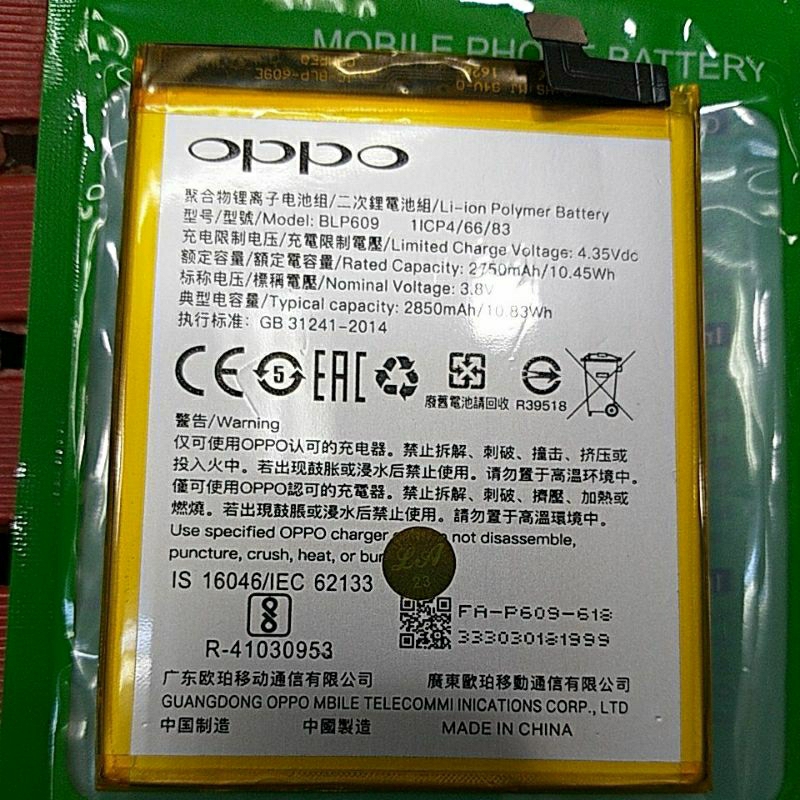 MOBILE PHONE BATTERY
BLP-609E
94V-0
OPPO
聚合物锂离子电池组/二次鋰電池組/Li-ion Polymer Battery
型号/型號/Model: BLP609 1ICP4/66/83
充电限制电压/充電限制電壓/Limited Charge Voltage: 4.35Vdc
额定容量/額定電容量/Rated Capacity: 2750mAh/10.45Wh
标称电压/標稱電壓/Nominal Voltage: 3.8V
典型电容量/Typical capacity: 2850mAh/10.83Wh
执行标准: GB 31241-2014
CE 5 EAC
廢舊電池請回收 R39518
警告/Warning
仅可使用OPPO认可的充电器。禁止拆解、刺破、撞击、挤压或
投入火中。若出现鼓胀或浸水后禁止使用。请勿置于高温环境中。
僅可使用OPPO認可的充電器。禁止拆解、刺破、擠壓、加熱或
燃燒。若出現鼓脹或浸水后禁止使用。請勿置于高溫環境中。
Use specified OPPO charger not disassemble,
puncture, crush, heat, or
LA
23
IS 16046/IEC 62133
R-41030953
FA-P609-618
333030181999
广东欧珀移动通信有限公司 廣東歐珀移動通信有限公司
GUANGDONG OPPO MBILE TELECOMMI INICATIONS CORP., LTD
中国制造 中國製造 MADE IN CHINA